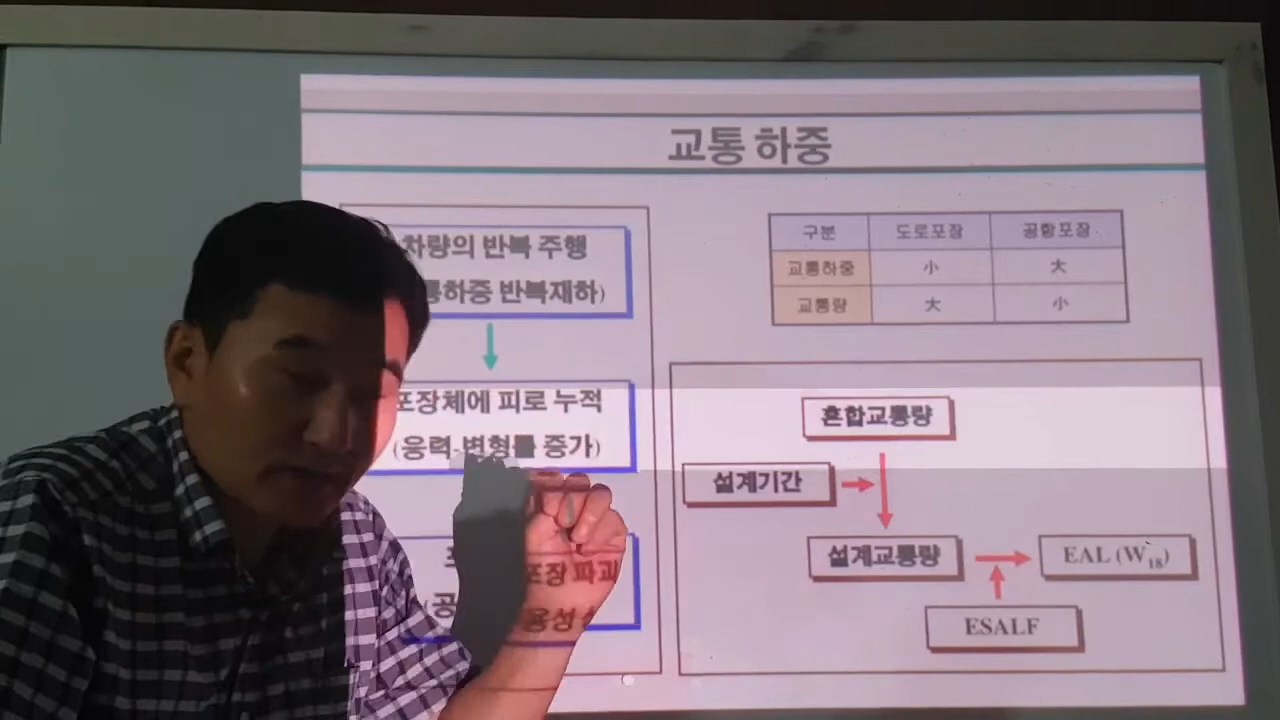 교통 하중
차량의 반복 주행
하중 반복재하)
포장체에 피로 누적
(응력-변형률 증가)
포장 파괴
(공
용성
구분 도로포장 공항포장
교통하중 小 大
교통량 大 小
혼합교통량
설계기간
설계교통량 EAL (W18)
ESALF